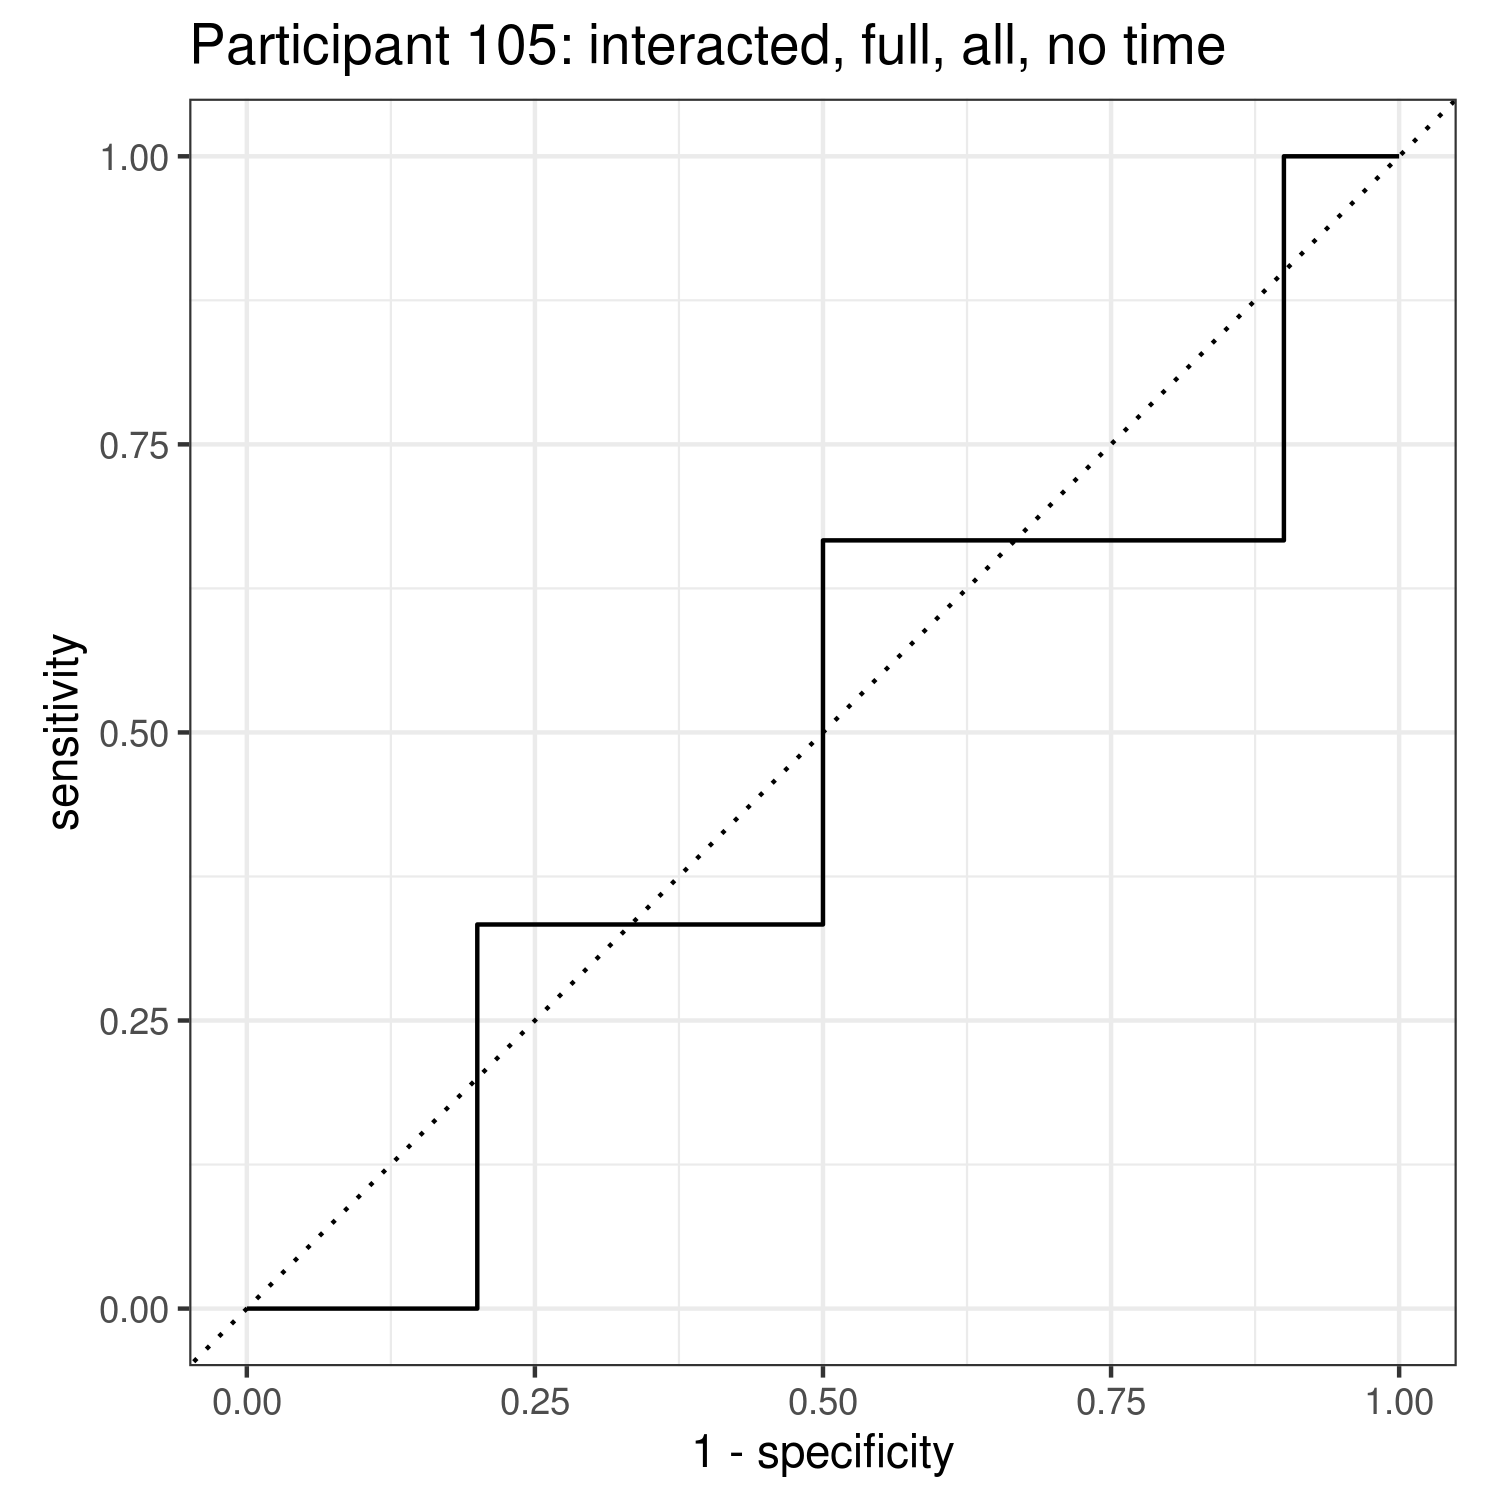 Participant 105: interacted, full, all, no time
1.00
0.75
0.50
0.25
0.00
sensitivity
0.00 0.25 0.50 0.75 1.00
1 - specificity